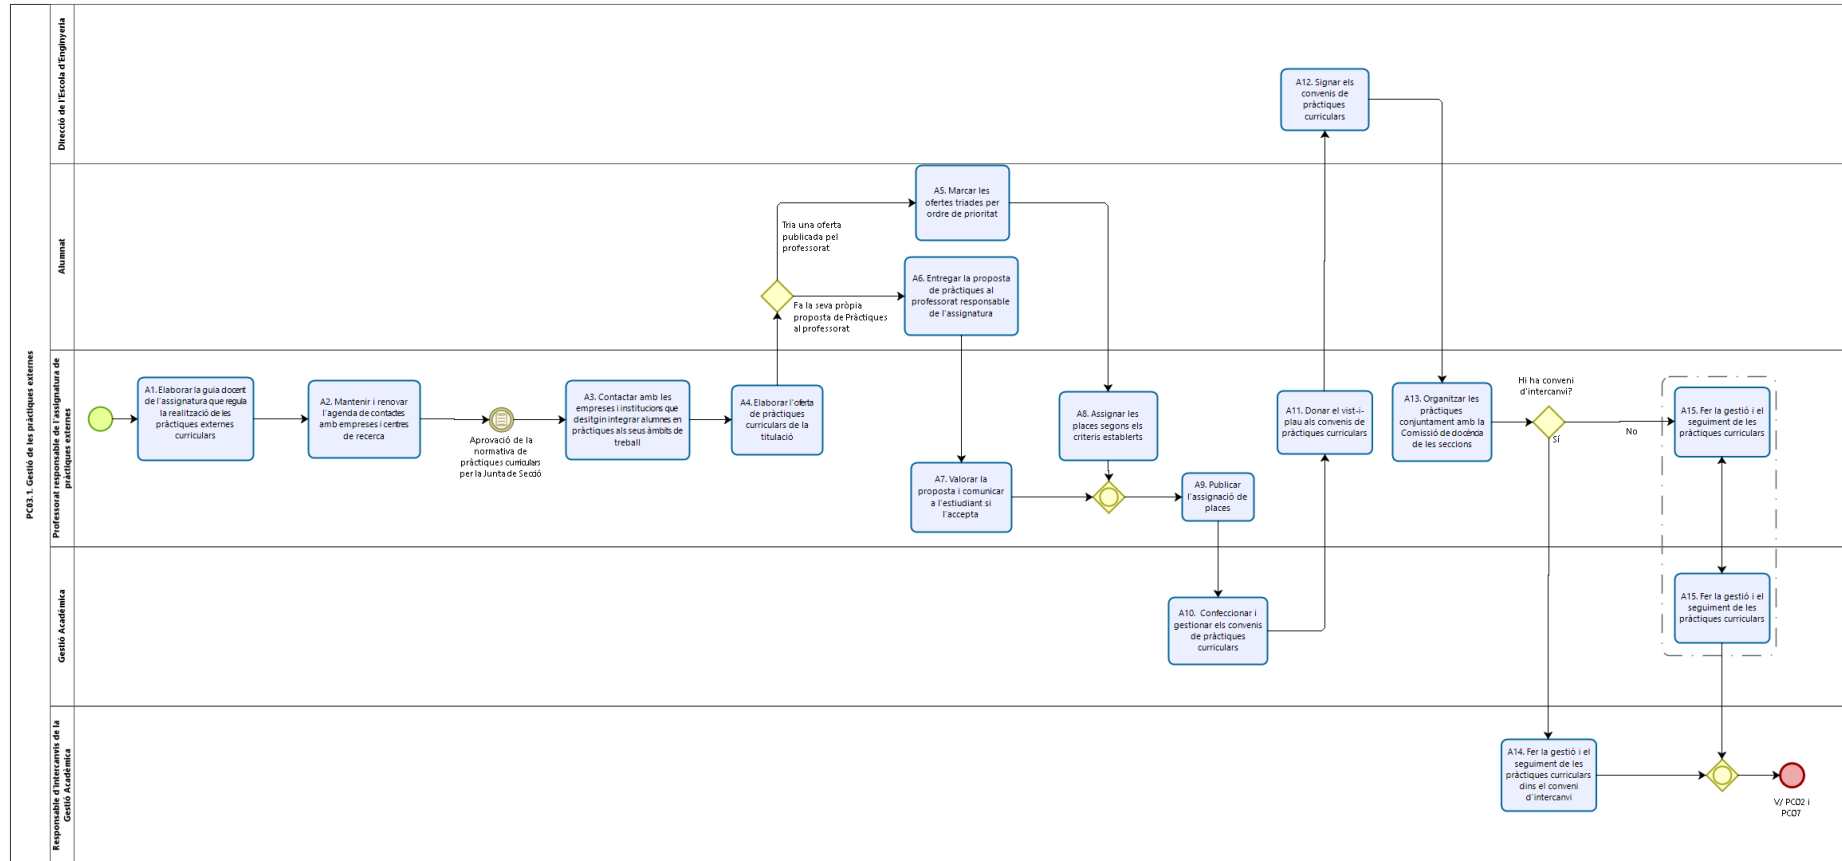 PC03.1. Gestió de les pràctiques externes
Direcció de l'Escola d'Enginyeria
A12. Signar els
convenis de
pràctiques
curriculars
Alumnat
A5. Marcar les
ofertes triades per
ordre de prioritat
Tria una oferta
publicada pel
professorat
A6. Entregar la proposta
de pràctiques al
professorat responsable
de l'assignatura
Fa la seva pròpia
proposta de Pràctiques
al professorat
Professorat responsable de l'assignatura de
pràctiques externes
A1. Elaborar la guia docent
de l'assignatura que regula
la realització de les
pràctiques externes
curriculars
A2. Mantenir i renovar
l'agenda de contactes
amb empreses i centres
de recerca
Aprovació de la
normativa de
pràctiques curriculars
per la Junta de Secció
A3. Contactar amb les
empreses i institucions que
desitgin integrar alumnes en
pràctiques als seus àmbits de
treball
A4. Elaborar l'oferta
de pràctiques
curriculars de la
titulació
A7. Valorar la
proposta i comunicar
a l'estiudiant si
l'accepta
A8. Assignar les
places segons els
criteris establerts
A9. Publicar
l'assignació de
places
A11. Donar el vist-i-
plau als convenis de
pràctiques curriculars
A13. Organitzar les
pràctiques
conjuntament amb la
Comissió de docència
de les seccions
Hi ha conveni
d'intercanvi?
Sí
No
A15. Fer la gestió i el
seguiment de les
pràctiques curriculars
Gestió Acadèmica
A10. Confeccionar i
gestionar els convenis
de pràctiques
curriculars
A15. Fer la gestió i el
seguiment de les
pràctiques curriculars
Responsable d'intercanvis de la
Gestió Acadèmica
A14. Fer la gestió i el
seguiment de les
pràctiques curriculars
dins el conveni
d'intercanvi
V/ PC02 i
PC07